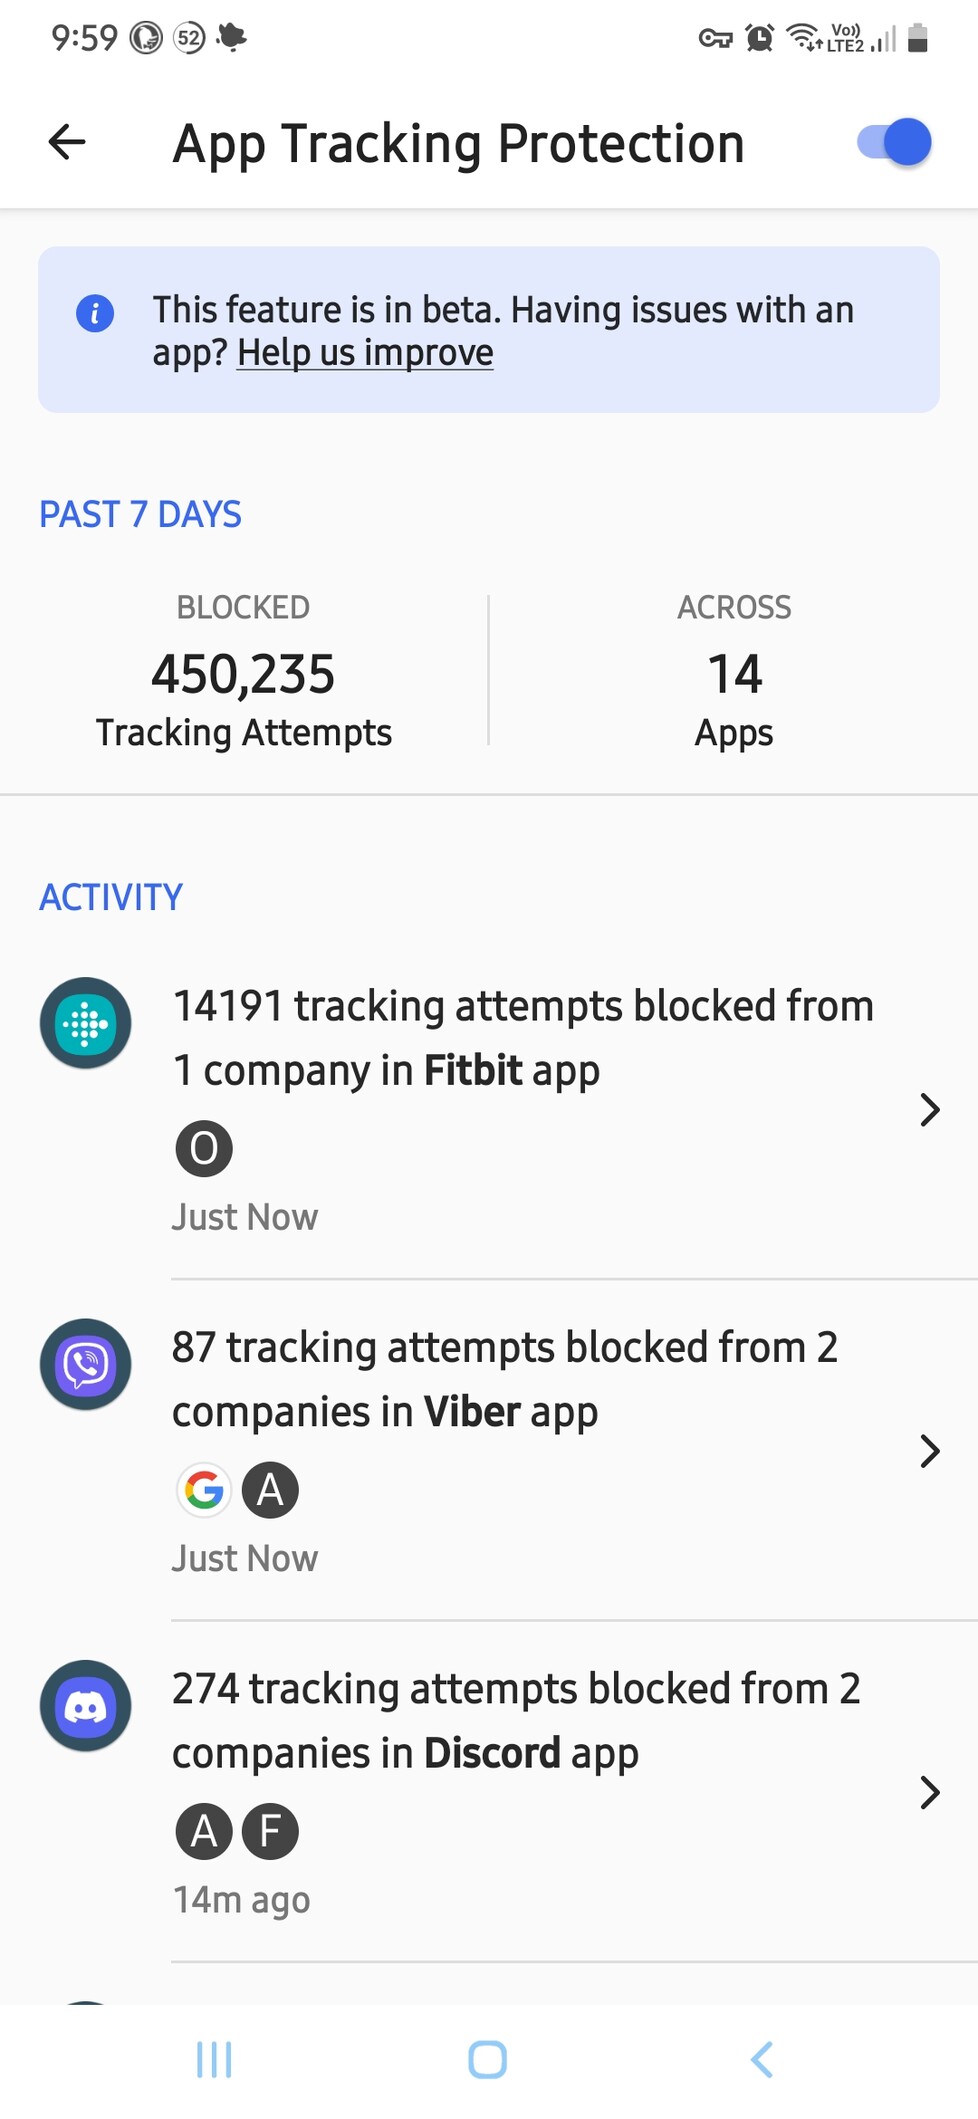 9:59 52 Vo)) LTE2
App Tracking Protection
This feature is in beta. Having issues with an
app? Help us improve
PAST 7 DAYS
BLOCKED
450,235
Tracking Attempts
ACROSS
14
Apps
ACTIVITY
14191 tracking attempts blocked from
1 company in Fitbit app
O
Just Now
87 tracking attempts blocked from 2
companies in Viber app
G A
Just Now
274 tracking attempts blocked from 2
companies in Discord app
A F
14m ago